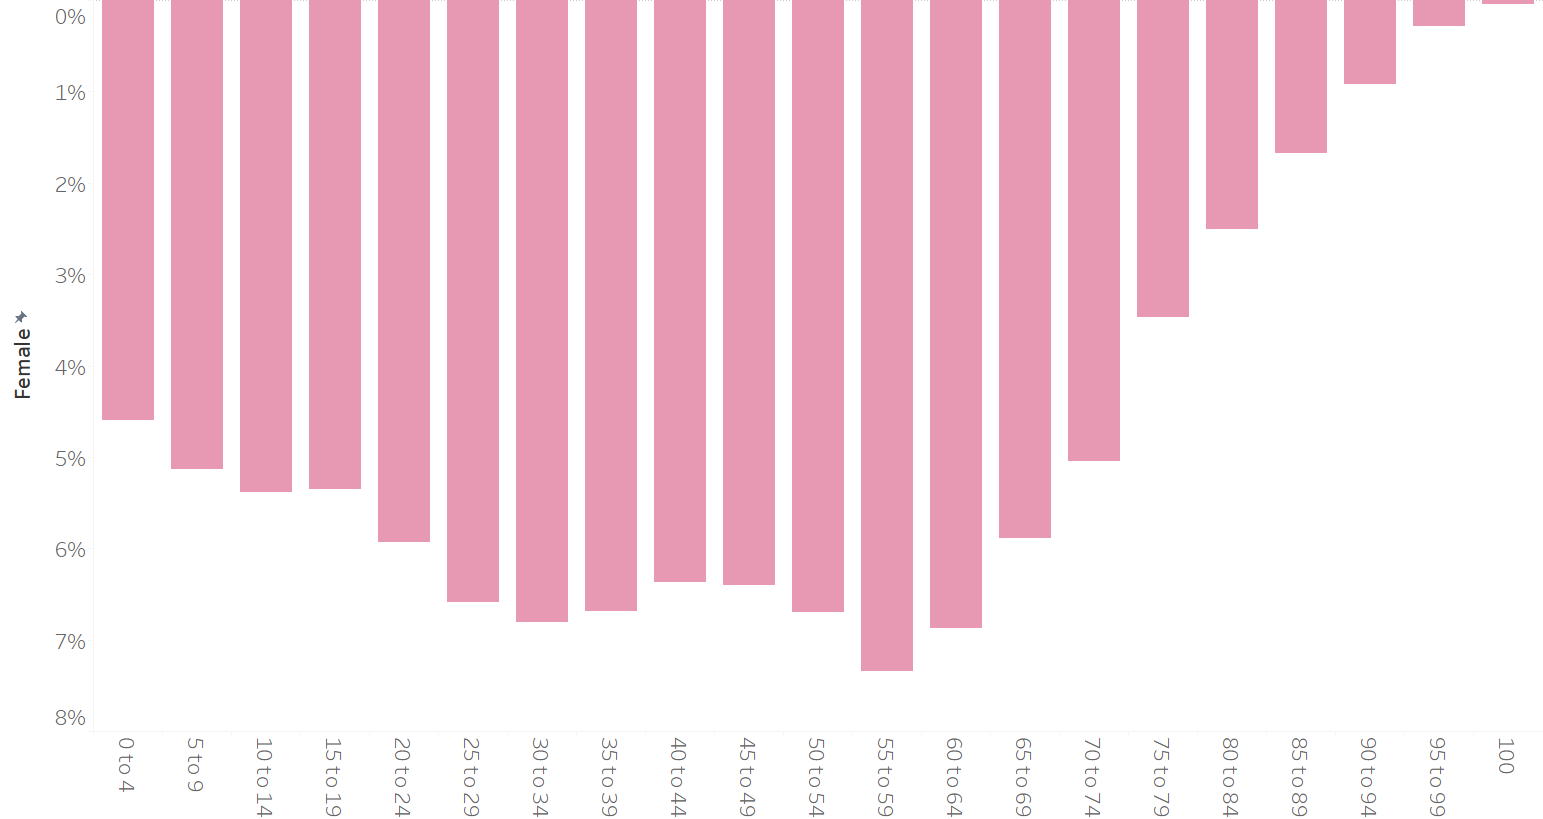 0%
1%
2%
3%
4%
5%
6%
7%
8%
Female
0 to 4
5 to 9
10 to 14
15 to 19
20 to 24
25 to 29
30 to 34
35 to 39
40 to 44
45 to 49
50 to 54
55 to 59
60 to 64
65 to 69
70 to 74
75 to 79
80 to 84
85 to 89
90 to 94
95 to 99
100